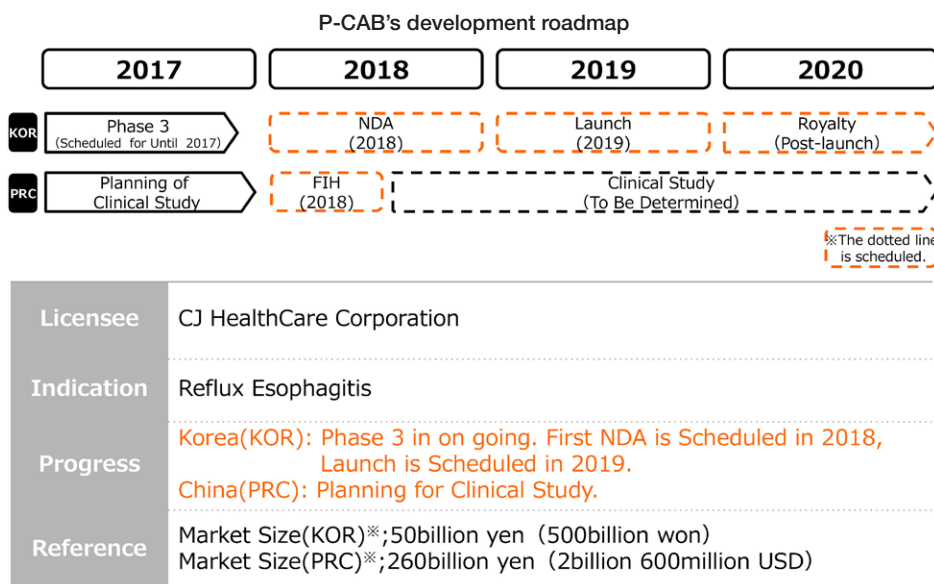 P-CAB's development roadmap
2017 2018 2019 2020
KOR
Phase 3
(Scheduled for Until 2017)
NDA
(2018)
Launch
(2019)
Royalty
(Post-launch)
PRC
Planning of
Clinical Study
FIH
(2018)
Clinical Study
(To Be Determined)
※The dotted line
is scheduled.
Licensee
CJ HealthCare Corporation
Indication
Reflux Esophagitis
Progress
Korea(KOR): Phase 3 in on going. First NDA is Scheduled in 2018,
Launch is Scheduled in 2019.
China(PRC): Planning for Clinical Study.
Reference
Market Size(KOR)※;50billion yen（500billion won）
Market Size(PRC)※;260billion yen（2billion 600million USD）